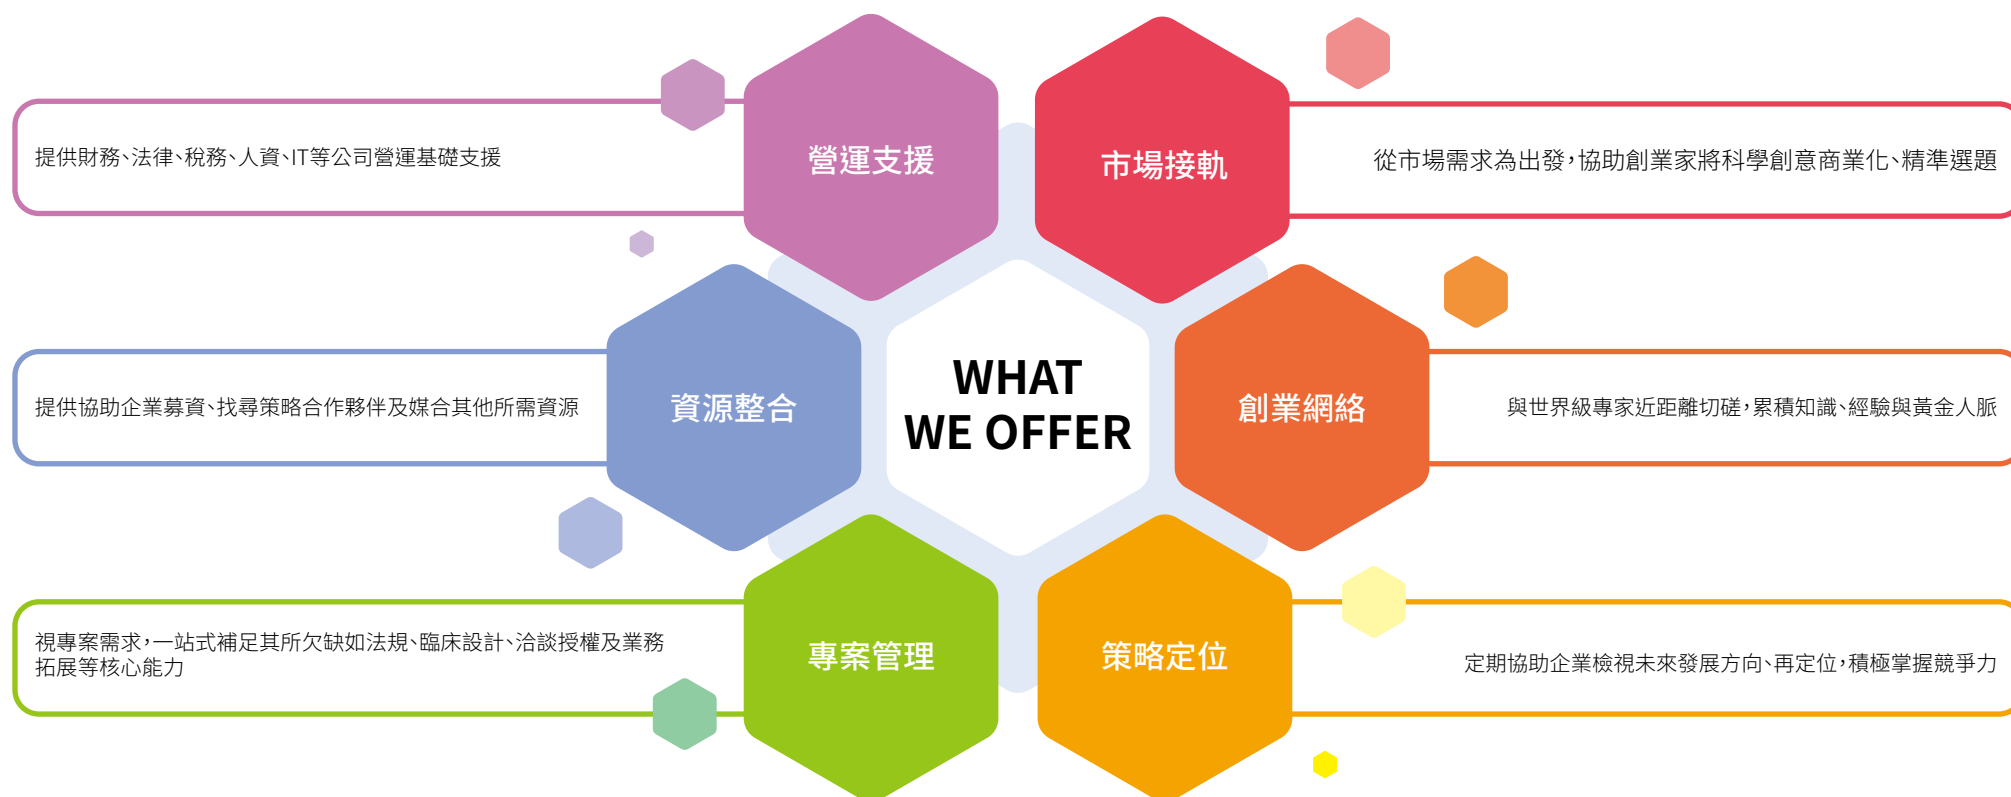 提供財務、法律、稅務、人資、IT等公司營運基礎支援
營運支援
市場接軌
從市場需求為出發,協助創業家將科學創意商業化、精準選題
提供協助企業募資、找尋策略合作夥伴及媒合其他所需資源
資源整合
WHAT
WE OFFER
創業網絡
與世界級專家近距離切磋,累積知識、經驗與黃金人脈
視專案需求,一站式補足其所欠缺如法規、臨床設計、洽談授權及業務
拓展等核心能力
專案管理
策略定位
定期協助企業檢視未來發展方向、再定位,積極掌握競爭力